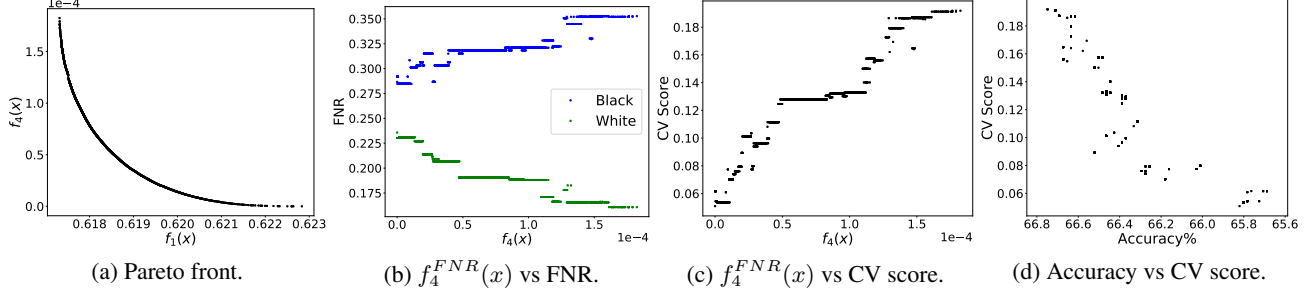 1e−4
1.5
1.0
0.5
0.0
f4(x)
0.618 0.619 0.620 0.621 0.622 0.623
f1(x)
(a) Pareto front.
0.350
0.325
0.300
0.275
0.250
0.225
0.200
0.175
FNR
Black
White
0.0 0.5 1.0 1.5
f4(x) 1e−4
(b) f_4^{FNR}(x) vs FNR.
0.18
0.16
0.14
0.12
0.10
0.08
0.06
CV Score
0.0 0.5 1.0 1.5
f4(x) 1e−4
(c) f_4^{FNR}(x) vs CV score.
0.18
0.16
0.14
0.12
0.10
0.08
0.06
CV Score
66.8 66.6 66.4 66.2 66.0 65.8 65.6
Accuracy%
(d) Accuracy vs CV score.